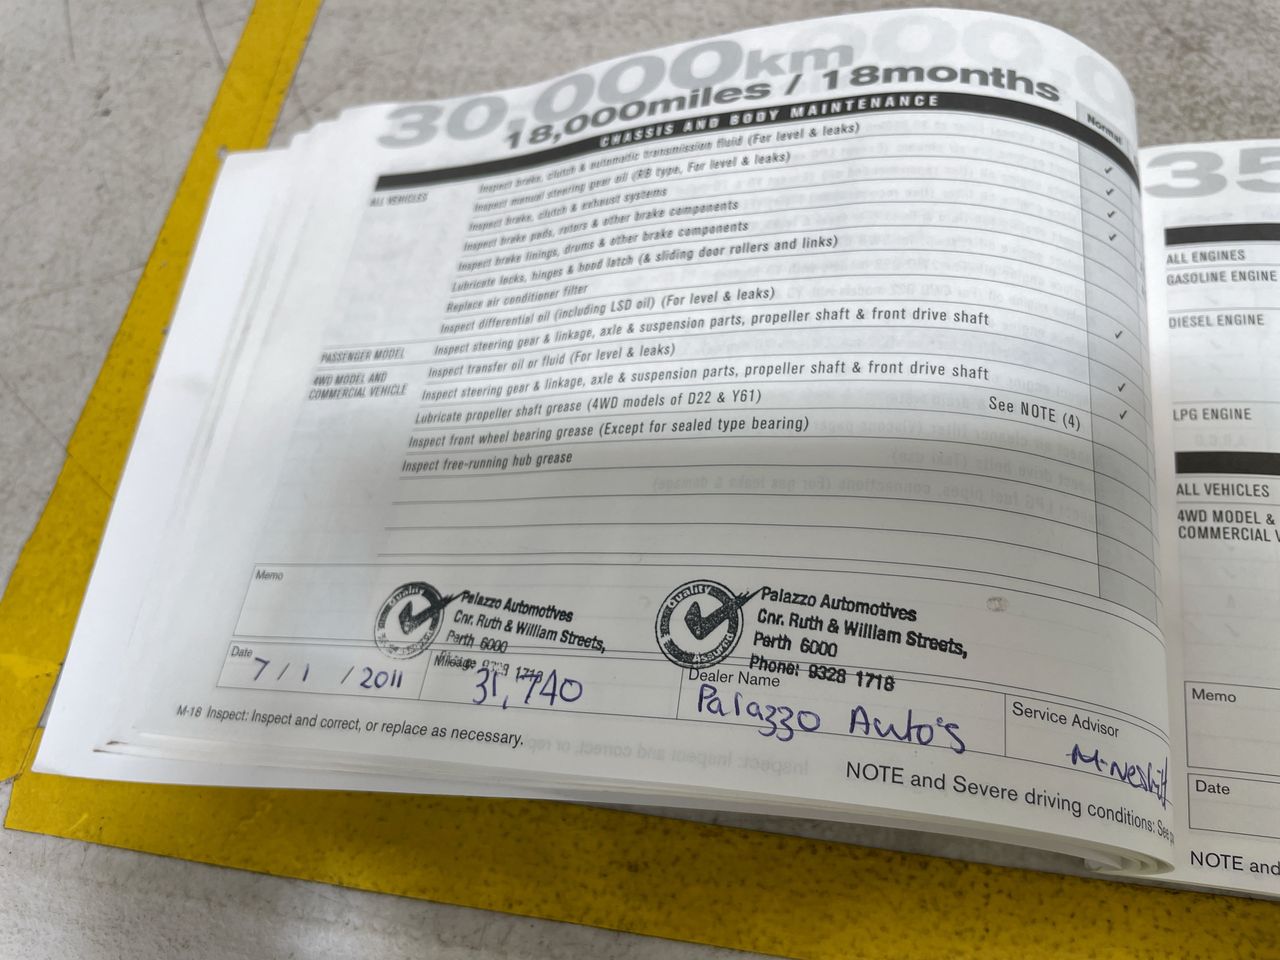 30,000km
18,000miles / 18months
CHASSIS AND BODY MAINTENANCE
Normal
ALL VEHICLES
Inspect brake, clutch & automatic transmission fluid (For level & leaks) ✓
Inspect manual steering gear oil (RB type, For level & leaks) ✓
Inspect brake, clutch & exhaust systems ✓
Inspect brake pads, rotors & other brake components ✓
Inspect brake linings, drums & other brake components
Lubricate locks, hinges & hood latch (& sliding door rollers and links)
Replace air conditioner filter
Inspect differential oil (including LSD oil) (For level & leaks) ✓
PASSENGER MODEL
Inspect steering gear & linkage, axle & suspension parts, propeller shaft & front drive shaft
4WD MODEL AND
COMMERCIAL VEHICLE
Inspect transfer oil or fluid (For level & leaks) ✓
Inspect steering gear & linkage, axle & suspension parts, propeller shaft & front drive shaft ✓
Lubricate propeller shaft grease (4WD models of D22 & Y61) See NOTE (4)
Inspect front wheel bearing grease (Except for sealed type bearing)
Inspect free-running hub grease
Memo
Quality
Palazzo Automotives
Cnr. Ruth & William Streets,
Perth 6000
9328 1718
Quality
Assured
Palazzo Automotives
Cnr. Ruth & William Streets,
Perth 6000
Phone: 9328 1718
Date
7 / 1 / 2011
Mileage
31,740
Dealer Name
Palazzo Auto's
Service Advisor
M. Nesbitt
M-18 Inspect: Inspect and correct, or replace as necessary.
NOTE and Severe driving conditions: See
35
ALL ENGINES
GASOLINE ENGINE
DIESEL ENGINE
LPG ENGINE
ALL VEHICLES
4WD MODEL &
COMMERCIAL V
Memo
Date
NOTE and